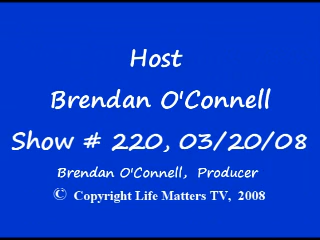 Host
Brendan O'Connell
Show # 220, 03/20/08
Brendan O'Connell, Producer
© Copyright Life Matters TV, 2008